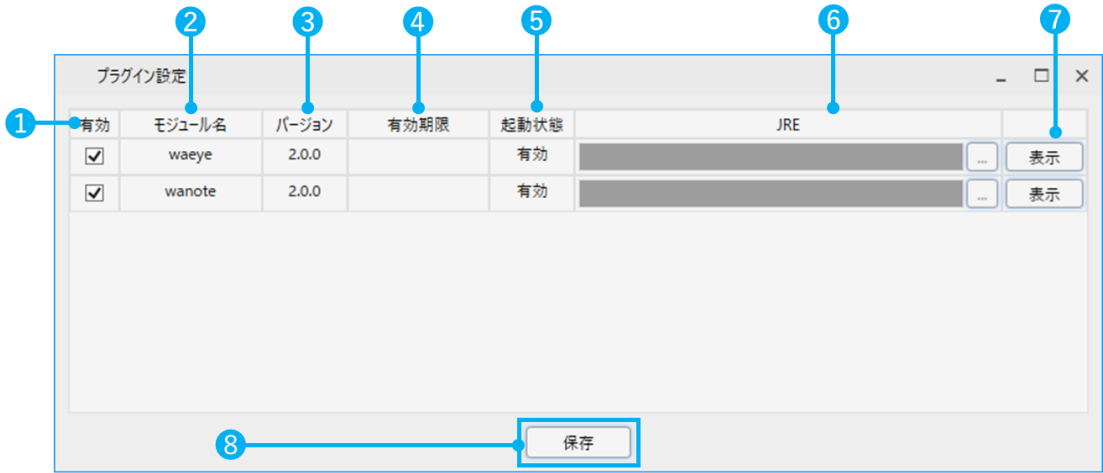 2 3 4 5 6 7
プラグイン設定
1 有効 モジュール名 バージョン 有効期限 起動状態 JRE
waeye 2.0.0 有効 ... 表示
wanote 2.0.0 有効 ... 表示
8 保存